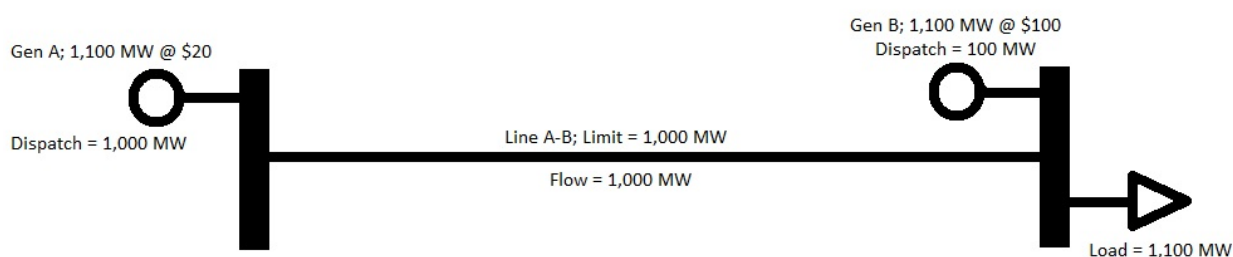 Gen A; 1,100 MW @ $20
Dispatch = 1,000 MW
Line A-B; Limit = 1,000 MW
Flow = 1,000 MW
Gen B; 1,100 MW @ $100
Dispatch = 100 MW
Load = 1,100 MW